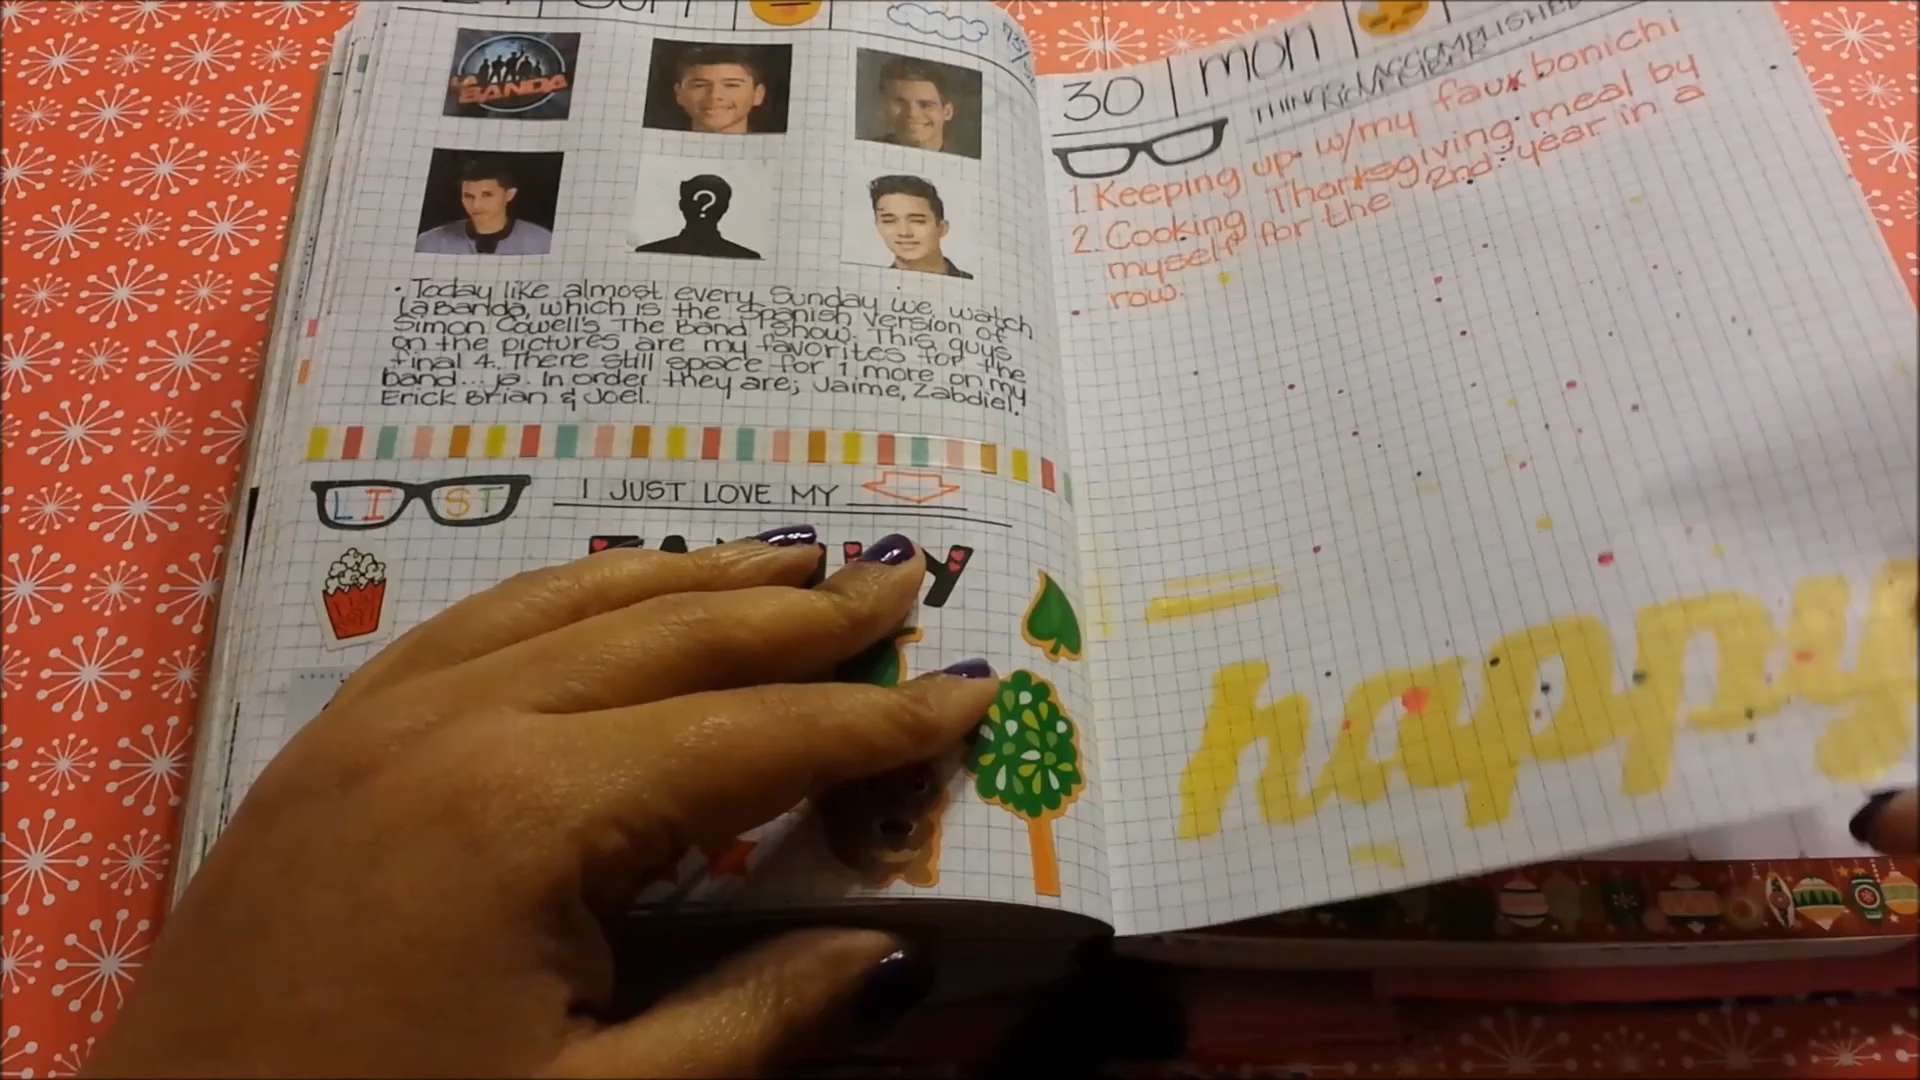 Sun
LA
BANDA
?
• Today like almost every Sunday we watch
LaBanda, which is the Spanish version of
Simon Cowell's The Band Show. This guys
on the pictures are my favorites for the
final 4. There still space for 1 more on my
band... ja. In order they are; Jaime, Zabdiel,
Erick Brian & Joel.
LIST
I JUST LOVE MY
30 | mon
THINGS I ACCOMPLISHED
1. Keeping up w/my faux bonichi
2. Cooking Thanksgiving meal by
myself for the 2nd year in a
row.
happy